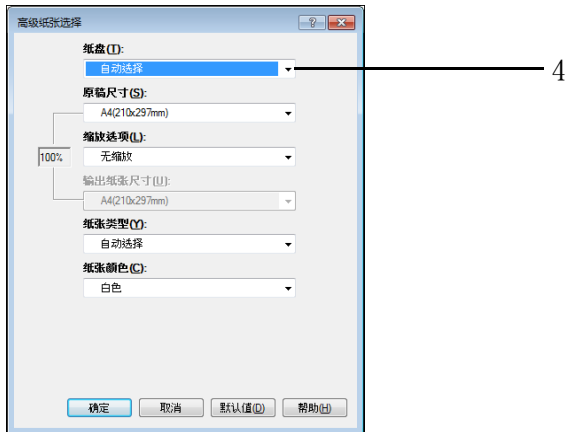 高级纸张选择
纸盘(T):
自动选择
4
原稿尺寸(S):
A4(210x297mm)
缩放选项(L):
100%
无缩放
输出纸张尺寸(U):
A4(210x297mm)
纸张类型(Y):
自动选择
纸张颜色(C):
白色
确定 取消 默认值(D) 帮助(H)